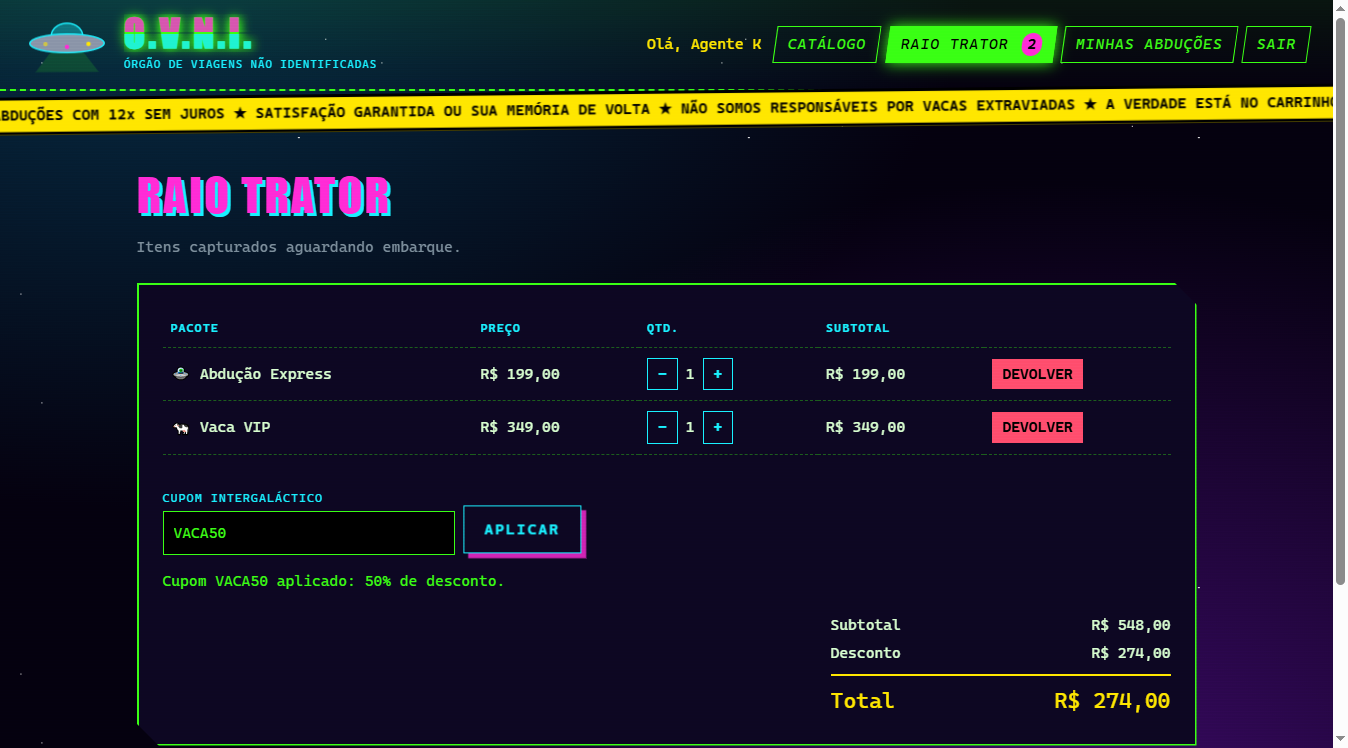 O.V.N.I.
ÓRGÃO DE VIAGENS NÃO IDENTIFICADAS
Olá, Agente K
CATÁLOGO
RAIO TRATOR 2
MINHAS ABDUÇÕES
SAIR
ABDUÇÕES COM 12x SEM JUROS ★ SATISFAÇÃO GARANTIDA OU SUA MEMÓRIA DE VOLTA ★ NÃO SOMOS RESPONSÁVEIS POR VACAS EXTRAVIADAS ★ A VERDADE ESTÁ NO CARRINHO
RAIO TRATOR
Itens capturados aguardando embarque.
PACOTE PREÇO QTD. SUBTOTAL
Abdução Express R$ 199,00 − 1 + R$ 199,00 DEVOLVER
Vaca VIP R$ 349,00 − 1 + R$ 349,00 DEVOLVER
CUPOM INTERGALÁCTICO
VACA50 APLICAR
Cupom VACA50 aplicado: 50% de desconto.
Subtotal R$ 548,00
Desconto R$ 274,00
Total R$ 274,00